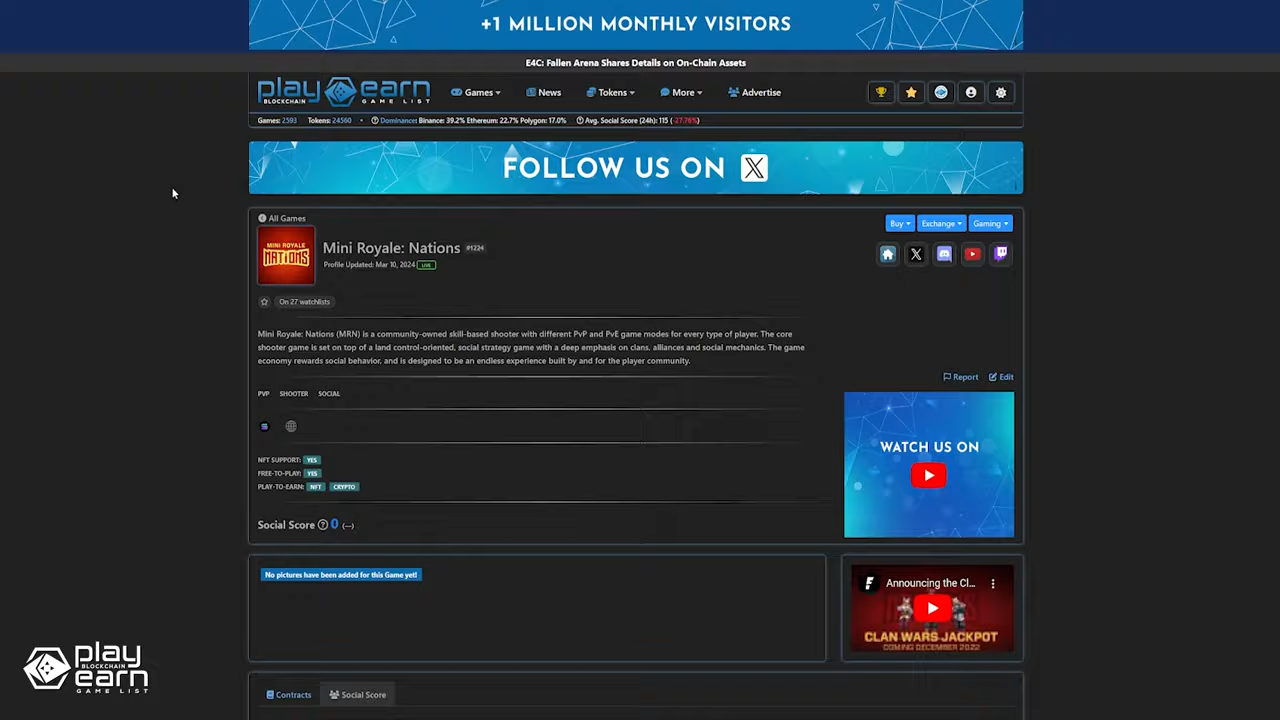 +1 MILLION MONTHLY VISITORS
E4C: Fallen Arena Shares Details on On-Chain Assets
play earn
BLOCKCHAIN GAME LIST
Games
News
Tokens
More
Advertise
Games: 2593 Tokens: 24560 • Dominance: Binance: 39.2% Ethereum: 22.7% Polygon: 17.0% Avg. Social Score (24h): 115 (-27.76%)
FOLLOW US ON X
All Games
Buy
Exchange
Gaming
MINI ROYALE
NATIONS
Mini Royale: Nations #1224
Profile Updated: Mar 10, 2024 LIVE
On 27 watchlists
Mini Royale: Nations (MRN) is a community-owned skill-based shooter with different PvP and PvE game modes for every type of player. The core
shooter game is set on top of a land control-oriented, social strategy game with a deep emphasis on clans, alliances and social mechanics. The game
economy rewards social behavior, and is designed to be an endless experience built by and for the player community.
Report
Edit
PVP SHOOTER SOCIAL
WATCH US ON
NFT SUPPORT: YES
FREE-TO-PLAY: YES
PLAY-TO-EARN: NFT CRYPTO
Social Score 0 (--)
No pictures have been added for this Game yet!
Announcing the Cl...
CLAN WARS JACKPOT
COMING DECEMBER 2022
play
BLOCKCHAIN
earn
GAME LIST
Contracts
Social Score